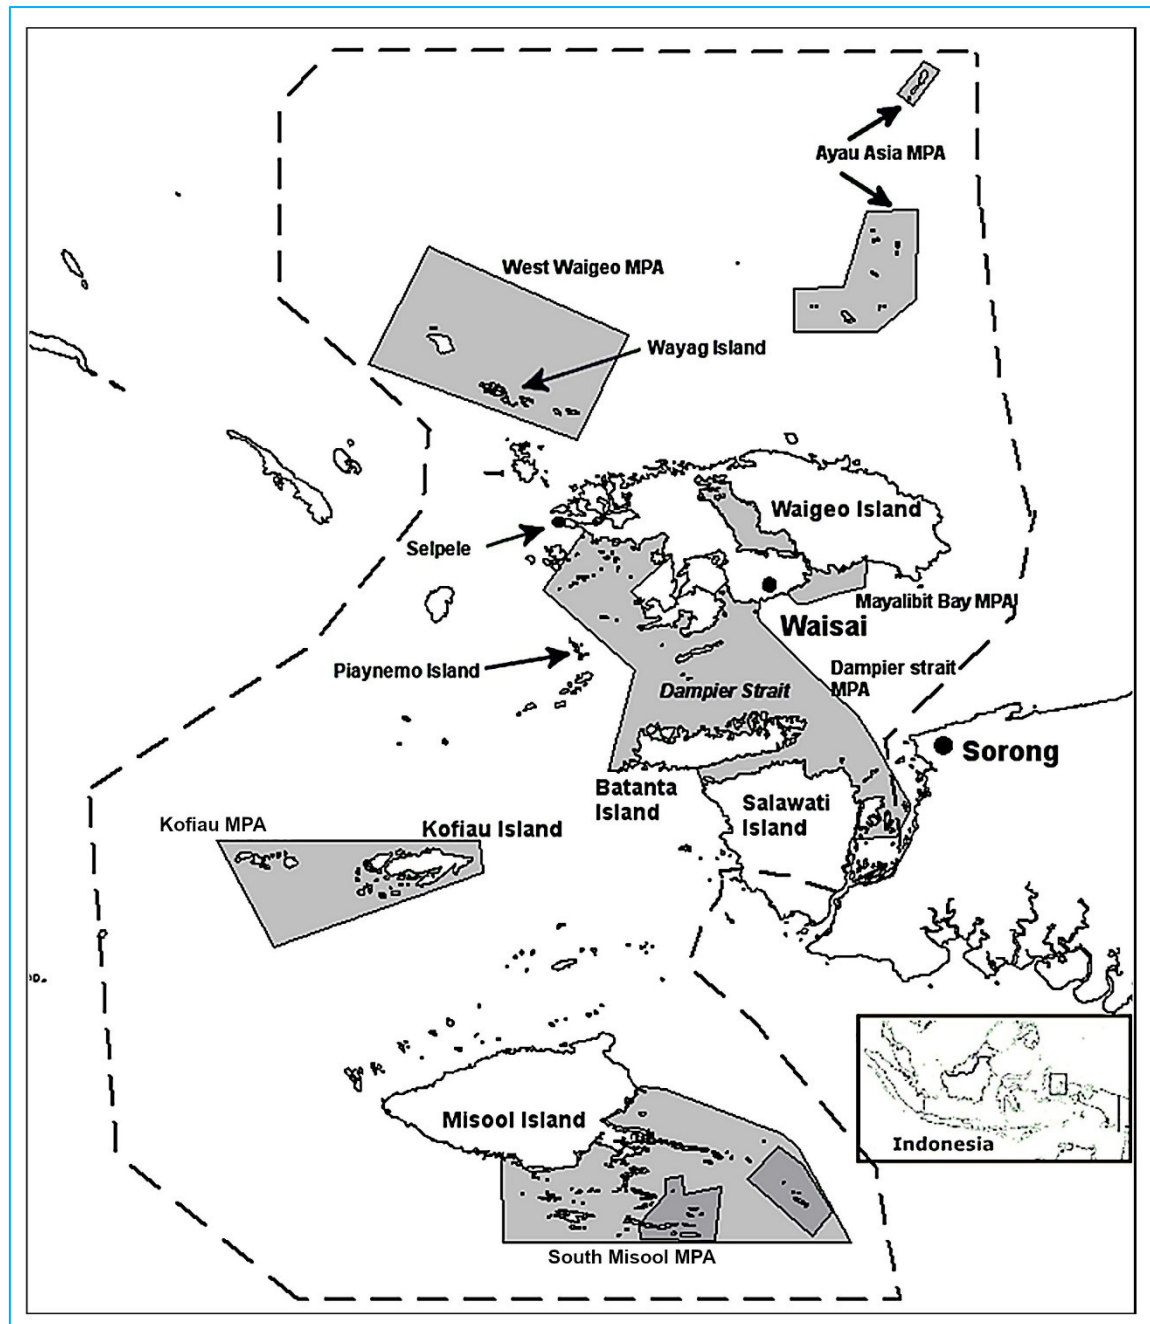 Ayau Asia MPA
West Waigeo MPA
Wayag Island
Waigeo Island
Selpele
Mayalibit Bay MPA
Waisai
Piaynemo Island
Dampier strait
MPA
Dampier Strait
Sorong
Batanta
Island
Salawati
Island
Kofiau MPA
Kofiau Island
Misool Island
Indonesia
South Misool MPA